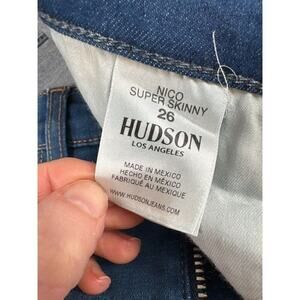 NICO
SUPER SKINNY
26
HUDSON
LOS ANGELES
MADE IN MEXICO
HECHO EN MÉXICO
FABRIQUÉ AU MEXIQUE
WWW.HUDSONJEANS.COM